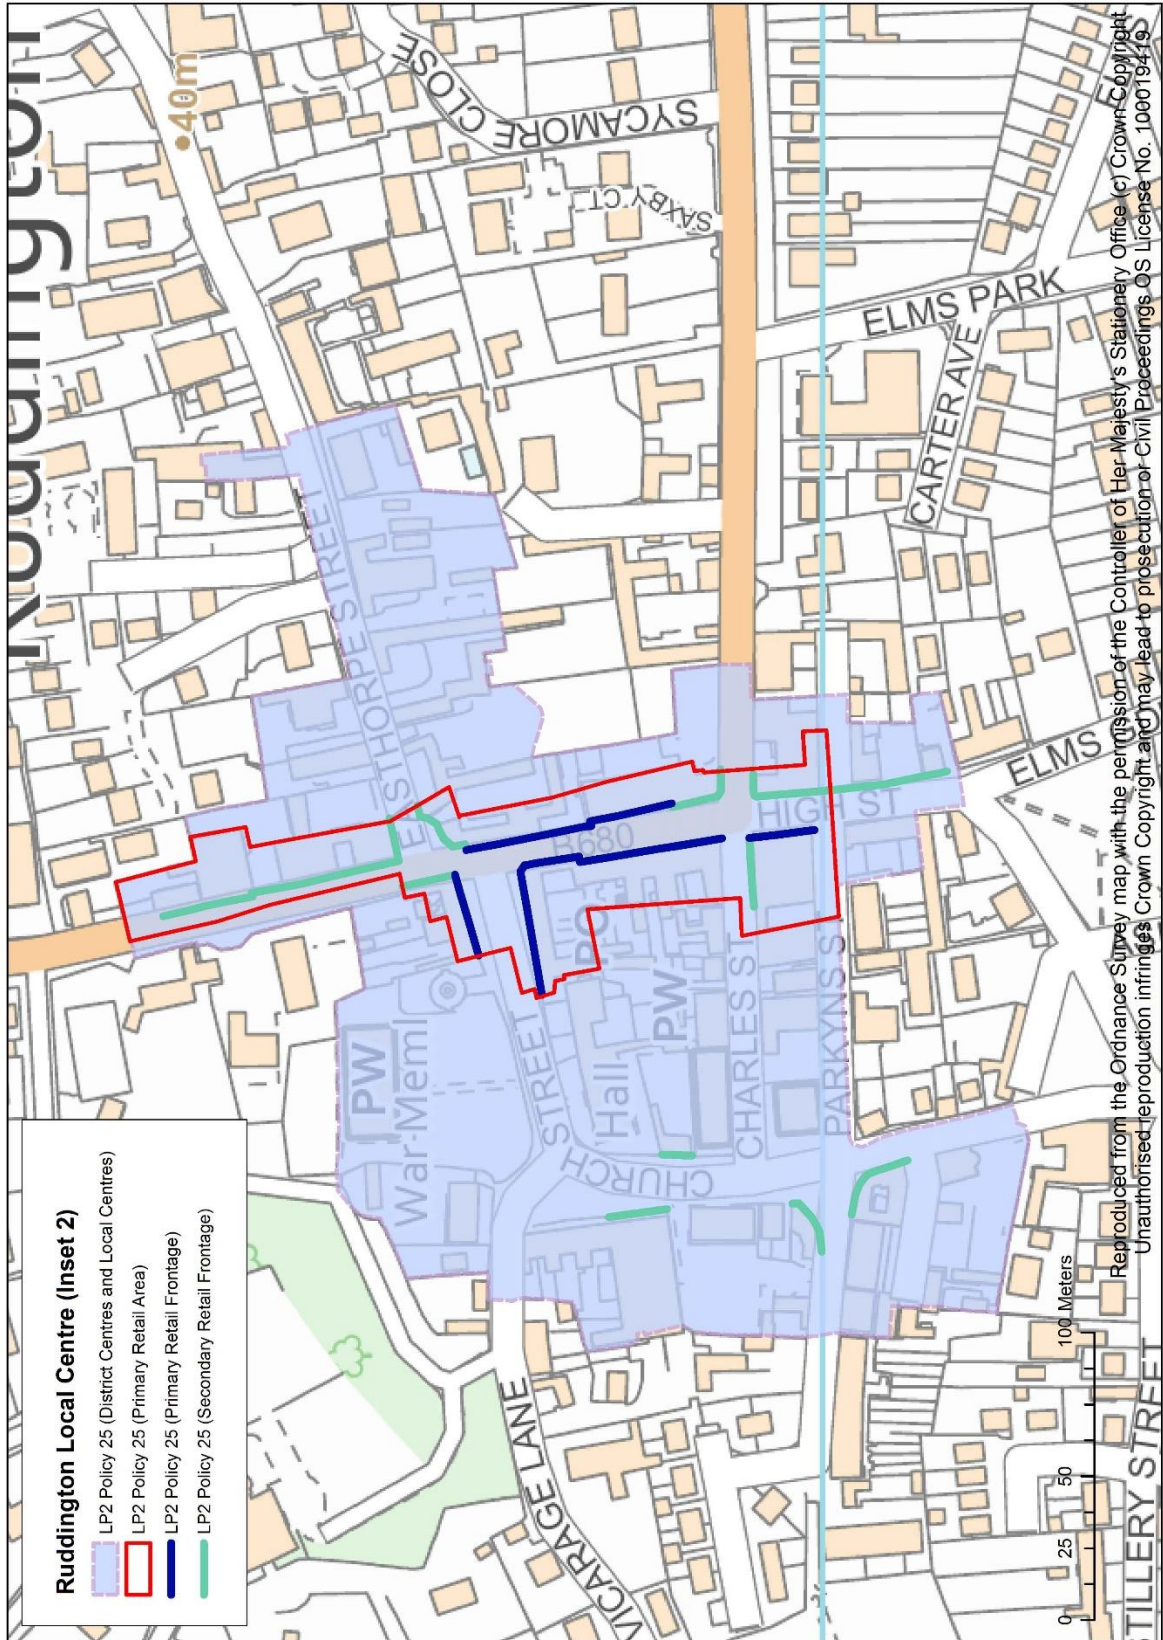 Ruddington Local Centre (Inset 2)
LP2 Policy 25 (District Centres and Local Centres)
LP2 Policy 25 (Primary Retail Area)
LP2 Policy 25 (Primary Retail Frontage)
LP2 Policy 25 (Secondary Retail Frontage)
Ruddington
40m
SYCAMORE CLOSE
SAXBY CT
ELMS PARK
CARTER AVE
B680
HIGH ST
ELMS
PW
War Meml
CHURCH STREET
Hall
PO
PW
CHARLES ST
VICARAGE LANE
0 25 50 100 Meters
Reproduced from the Ordnance Survey map with the permission of the Controller of Her Majesty's Stationery Office (c) Crown Copyright
Unauthorised reproduction infringes Crown Copyright and may lead to prosecution or Civil Proceedings OS License No. 100019419